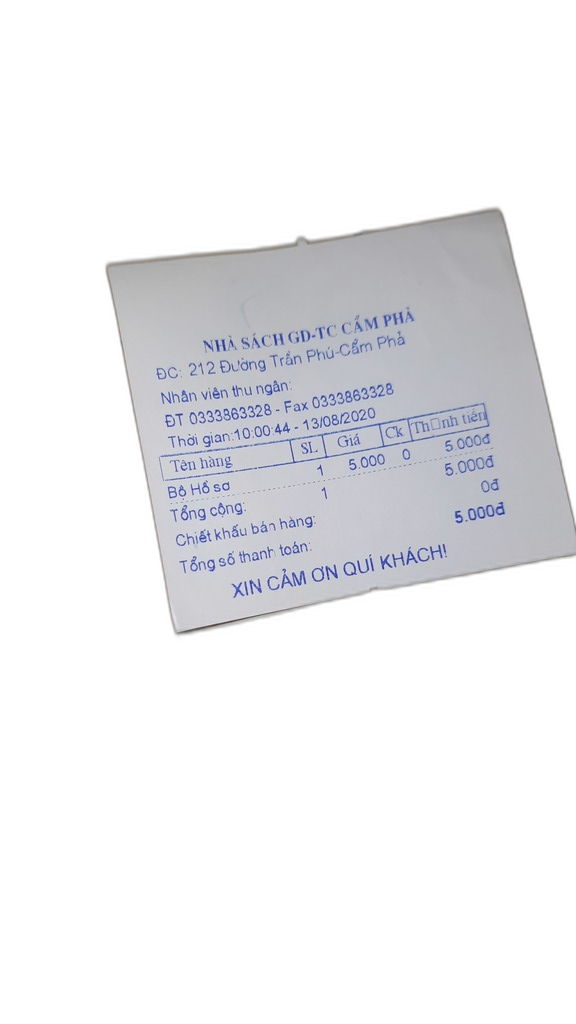 NHÀ SÁCH GD-TC CẨM PHẢ
ĐC: 212 Đường Trần Phú-Cẩm Phả
Nhân viên thu ngân:
ĐT 0333863328 - Fax 0333863328
Thời gian:10:00:44 - 13/08/2020
Tên hàng SL Giá Ck Th□nh tiền
Bộ Hồ sơ 1 5.000 0 5.000đ
Tổng cộng: 1 5.000đ
Chiết khấu bán hàng: 0đ
Tổng số thanh toán: 5.000đ
XIN CẢM ƠN QUÍ KHÁCH!